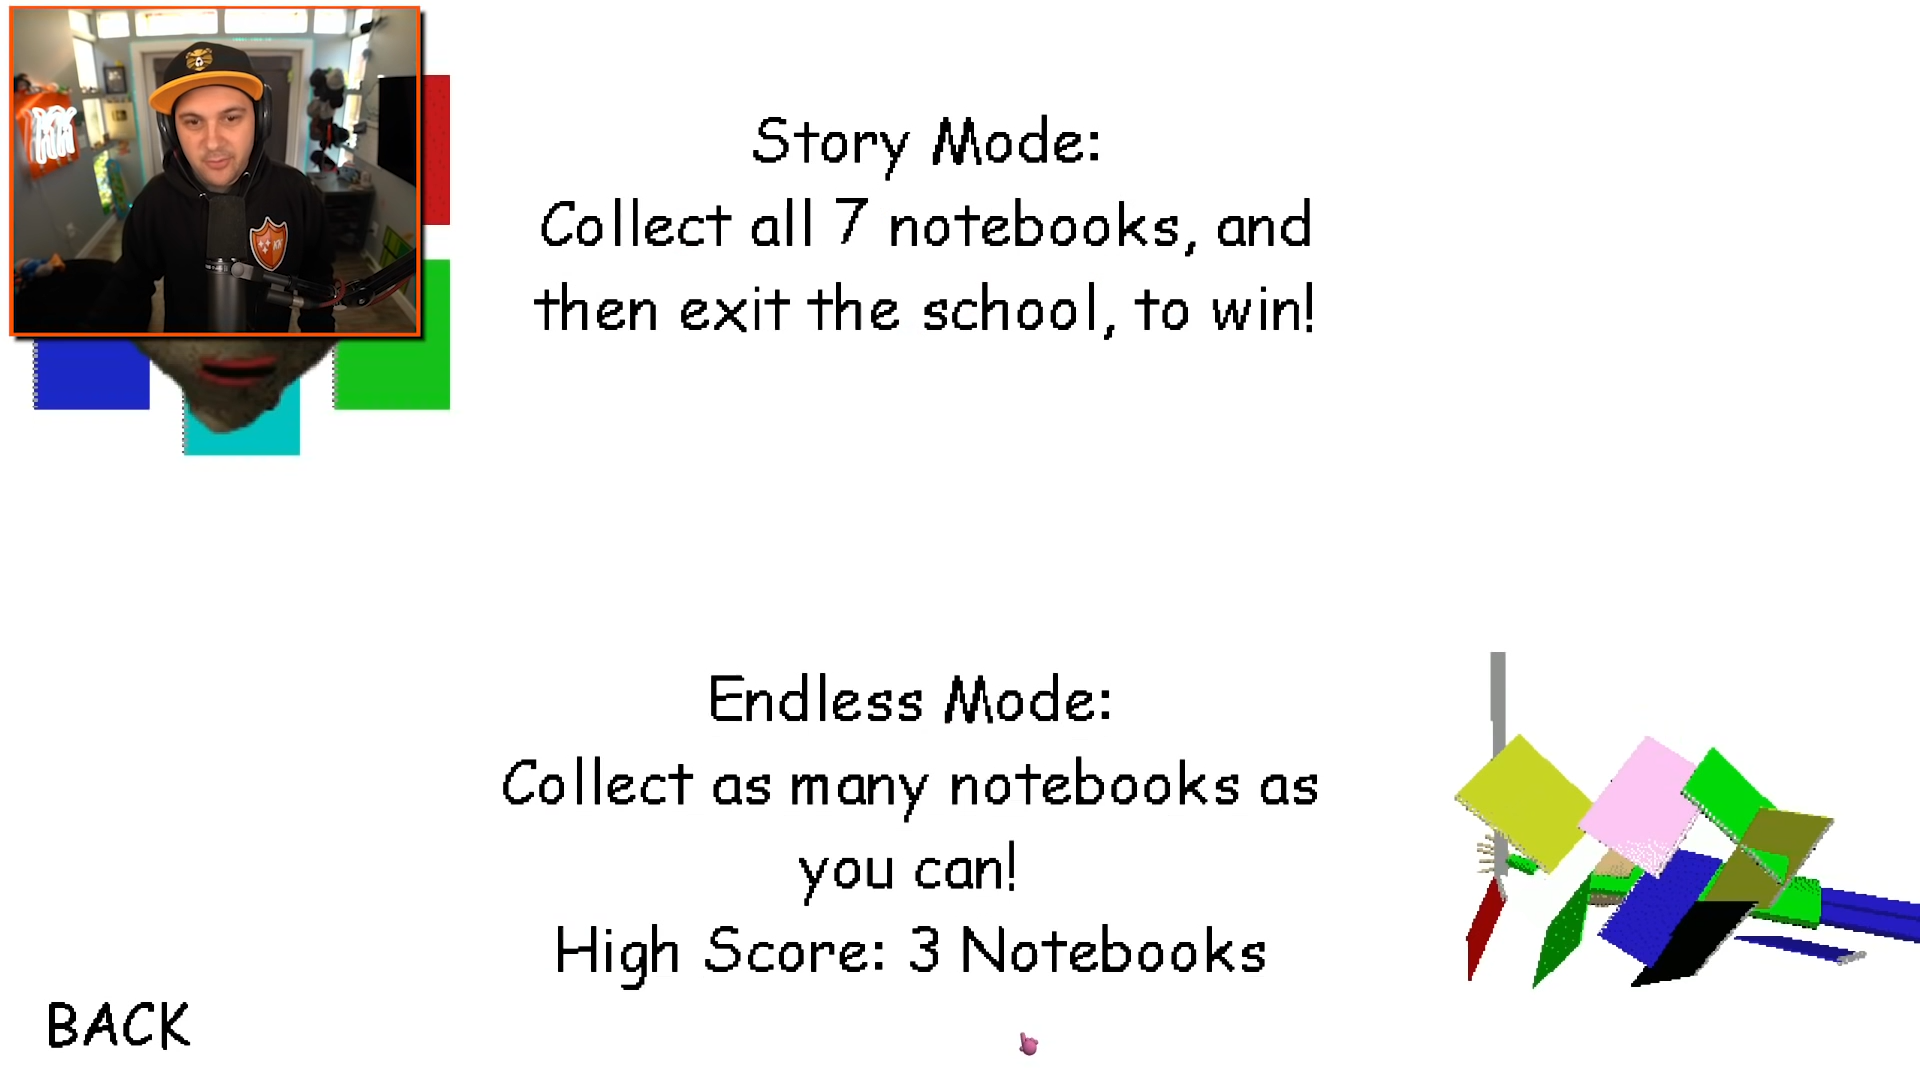 Story Mode:
Collect all 7 notebooks, and
then exit the school, to win!
Endless Mode:
Collect as many notebooks as
you can!
High Score: 3 Notebooks
BACK